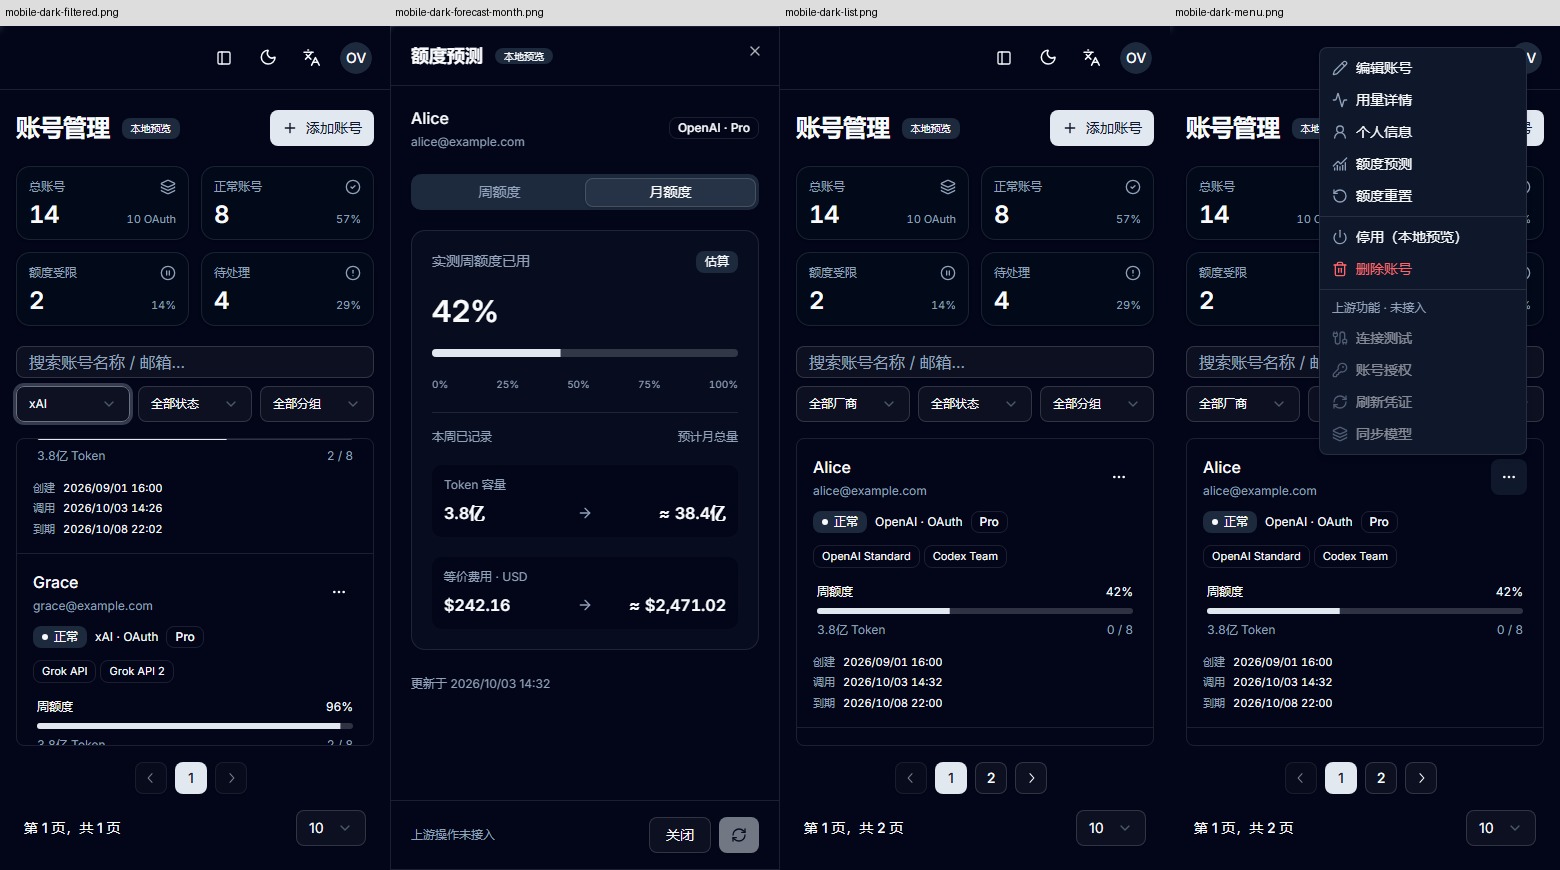 mobile-dark-filtered.png
OV
账号管理 本地预览 添加账号
总账号 正常账号
14 10 OAuth 8 57%
额度受限 待处理
2 14% 4 29%
搜索账号名称 / 邮箱...
xAI 全部状态 全部分组
3.8亿 Token 2 / 8
创建 2026/09/01 16:00
调用 2026/10/03 14:26
到期 2026/10/08 22:02
Grace
grace@example.com
正常 xAI · OAuth Pro
Grok API Grok API 2
周额度 96%
3.8亿 Token 2 / 8
1
第 1 页，共 1 页 10
mobile-dark-forecast-month.png
额度预测 本地预览
Alice
alice@example.com
OpenAI · Pro
周额度 月额度
实测周额度已用 估算
42%
0% 25% 50% 75% 100%
本周已记录 预计月总量
Token 容量
3.8亿 → ≈ 38.4亿
等价费用 · USD
$242.16 → ≈ $2,471.02
更新于 2026/10/03 14:32
上游操作未接入 关闭
mobile-dark-list.png
OV
账号管理 本地预览 添加账号
总账号 正常账号
14 10 OAuth 8 57%
额度受限 待处理
2 14% 4 29%
搜索账号名称 / 邮箱...
全部厂商 全部状态 全部分组
Alice
alice@example.com
正常 OpenAI · OAuth Pro
OpenAI Standard Codex Team
周额度 42%
3.8亿 Token 0 / 8
创建 2026/09/01 16:00
调用 2026/10/03 14:32
到期 2026/10/08 22:00
1 2
第 1 页，共 2 页 10
mobile-dark-menu.png
V
账号管理 本地 号
总账号
14 10 O %
额度受限
2 %
搜索账号名称 / 邮
全部厂商
编辑账号
用量详情
个人信息
额度预测
额度重置
停用（本地预览）
删除账号
上游功能 · 未接入
连接测试
账号授权
刷新凭证
同步模型
Alice
alice@example.com
正常 OpenAI · OAuth Pro
OpenAI Standard Codex Team
周额度 42%
3.8亿 Token 0 / 8
创建 2026/09/01 16:00
调用 2026/10/03 14:32
到期 2026/10/08 22:00
1 2
第 1 页，共 2 页 10